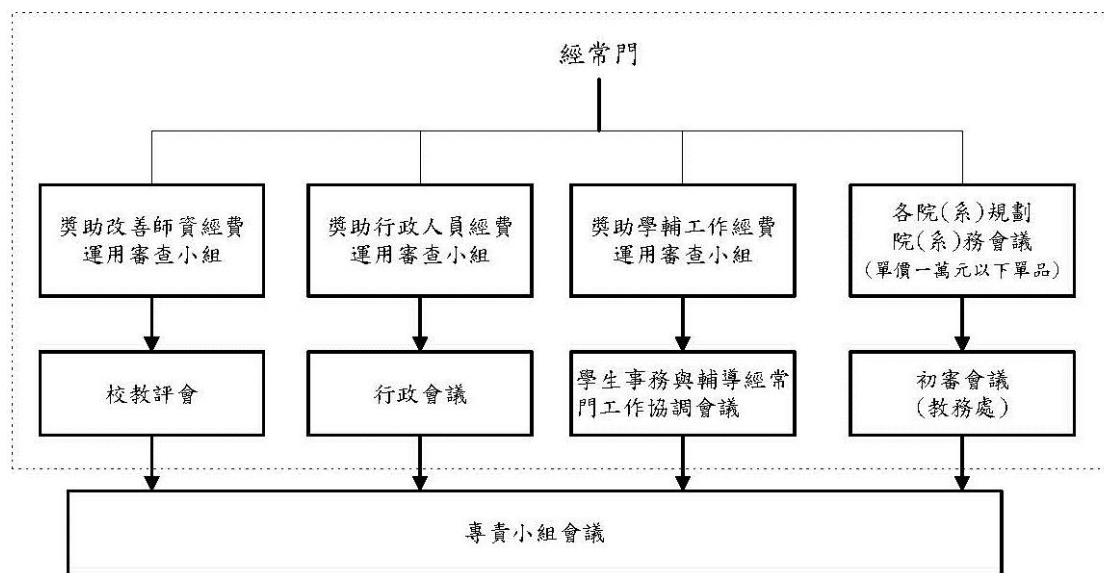 經常門
獎助改善師資經費
運用審查小組
獎助行政人員經費
運用審查小組
獎助學輔工作經費
運用審查小組
各院(系)規劃
院(系)務會議
(單價一萬元以下單品)
校教評會
行政會議
學生事務與輔導經常
門工作協調會議
初審會議
(教務處)
專責小組會議